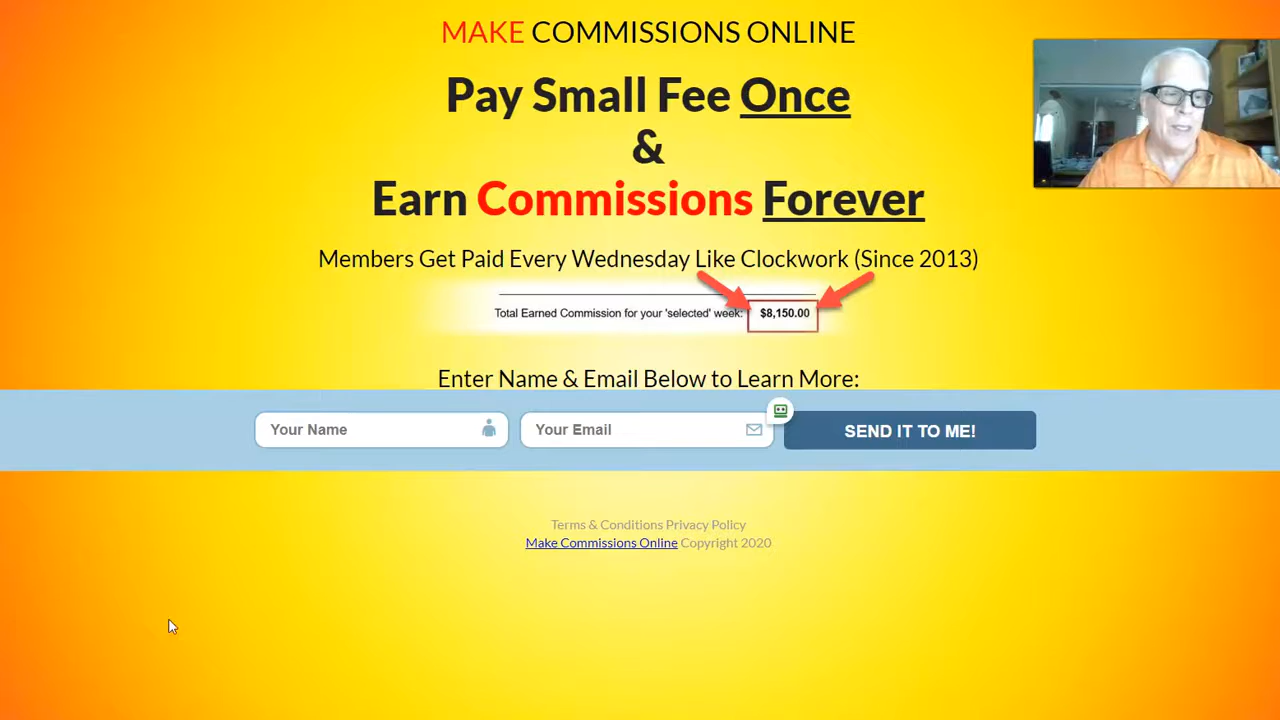 MAKE COMMISSIONS ONLINE
Pay Small Fee Once
&
Earn Commissions Forever
Members Get Paid Every Wednesday Like Clockwork (Since 2013)
Total Earned Commission for your 'selected' week: $8,150.00
Enter Name & Email Below to Learn More:
Your Name
Your Email
SEND IT TO ME!
Terms & Conditions Privacy Policy
Make Commissions Online Copyright 2020